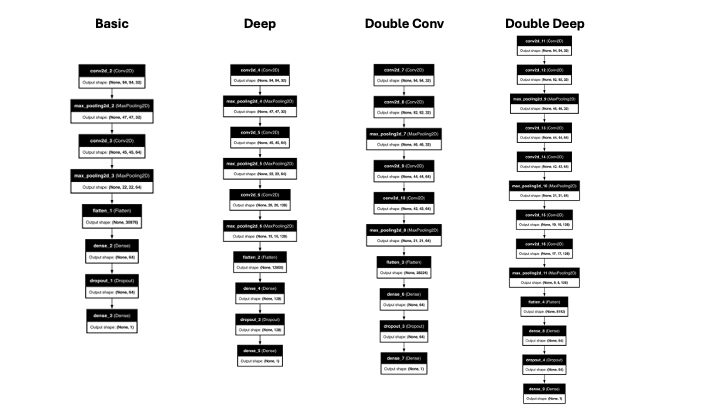 Basic
conv2d_2 (Conv2D)
Output shape: (None, 94, 94, 32)
max_pooling2d_2 (MaxPooling2D)
Output shape: (None, 47, 47, 32)
conv2d_3 (Conv2D)
Output shape: (None, 45, 45, 64)
max_pooling2d_3 (MaxPooling2D)
Output shape: (None, 22, 22, 64)
flatten_1 (Flatten)
Output shape: (None, 30976)
dense_2 (Dense)
Output shape: (None, 64)
dropout_1 (Dropout)
Output shape: (None, 64)
dense_3 (Dense)
Output shape: (None, 1)
Deep
conv2d_4 (Conv2D)
Output shape: (None, 94, 94, 32)
max_pooling2d_4 (MaxPooling2D)
Output shape: (None, 47, 47, 32)
conv2d_5 (Conv2D)
Output shape: (None, 45, 45, 64)
max_pooling2d_5 (MaxPooling2D)
Output shape: (None, 22, 22, 64)
conv2d_6 (Conv2D)
Output shape: (None, 20, 20, 128)
max_pooling2d_6 (MaxPooling2D)
Output shape: (None, 10, 10, 128)
flatten_2 (Flatten)
Output shape: (None, 12800)
dense_4 (Dense)
Output shape: (None, 128)
dropout_2 (Dropout)
Output shape: (None, 128)
dense_5 (Dense)
Output shape: (None, 1)
Double Conv
conv2d_7 (Conv2D)
Output shape: (None, 94, 94, 32)
conv2d_8 (Conv2D)
Output shape: (None, 92, 92, 32)
max_pooling2d_7 (MaxPooling2D)
Output shape: (None, 46, 46, 32)
conv2d_9 (Conv2D)
Output shape: (None, 44, 44, 64)
conv2d_10 (Conv2D)
Output shape: (None, 42, 42, 64)
max_pooling2d_8 (MaxPooling2D)
Output shape: (None, 21, 21, 64)
flatten_3 (Flatten)
Output shape: (None, 28224)
dense_6 (Dense)
Output shape: (None, 64)
dropout_3 (Dropout)
Output shape: (None, 64)
dense_7 (Dense)
Output shape: (None, 1)
Double Deep
conv2d_11 (Conv2D)
Output shape: (None, 94, 94, 32)
conv2d_12 (Conv2D)
Output shape: (None, 92, 92, 32)
max_pooling2d_9 (MaxPooling2D)
Output shape: (None, 46, 46, 32)
conv2d_13 (Conv2D)
Output shape: (None, 44, 44, 64)
conv2d_14 (Conv2D)
Output shape: (None, 42, 42, 64)
max_pooling2d_10 (MaxPooling2D)
Output shape: (None, 21, 21, 64)
conv2d_15 (Conv2D)
Output shape: (None, 19, 19, 128)
conv2d_16 (Conv2D)
Output shape: (None, 17, 17, 128)
max_pooling2d_11 (MaxPooling2D)
Output shape: (None, 8, 8, 128)
flatten_4 (Flatten)
Output shape: (None, 8192)
dense_8 (Dense)
Output shape: (None, 64)
dropout_4 (Dropout)
Output shape: (None, 64)
dense_9 (Dense)
Output shape: (None, 1)